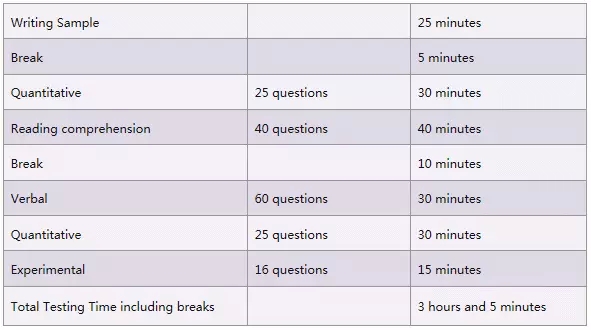 Writing Sample 25 minutes
Break 5 minutes
Quantitative 25 questions 30 minutes
Reading comprehension 40 questions 40 minutes
Break 10 minutes
Verbal 60 questions 30 minutes
Quantitative 25 questions 30 minutes
Experimental 16 questions 15 minutes
Total Testing Time including breaks 3 hours and 5 minutes